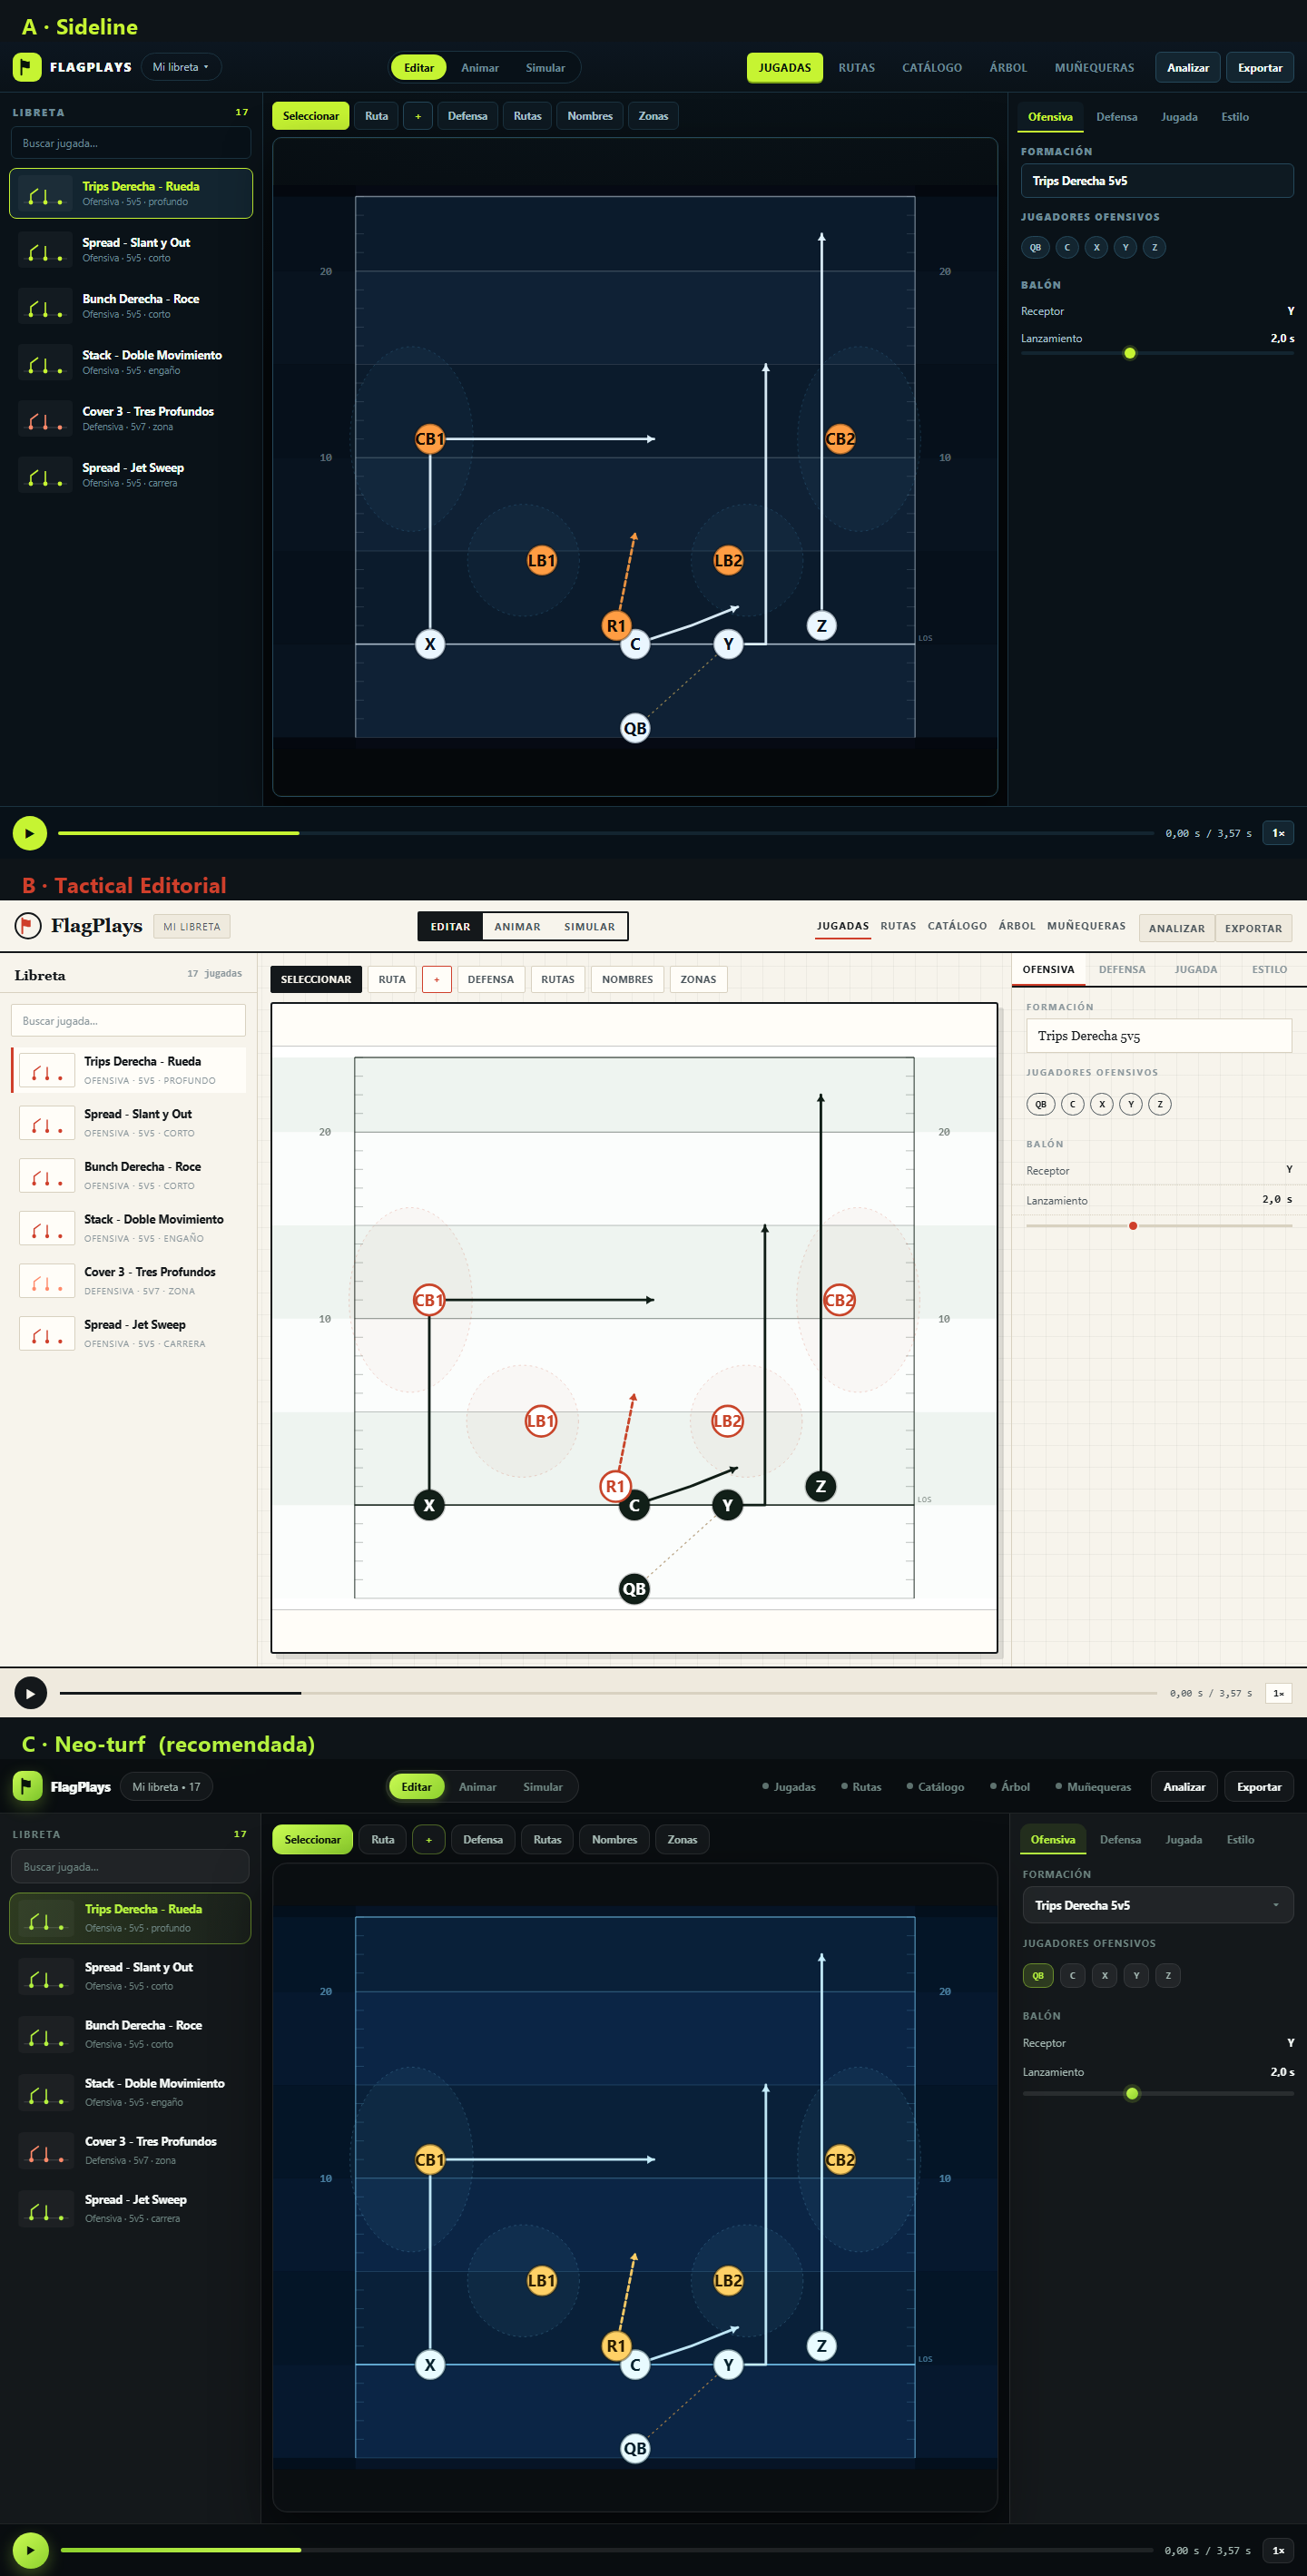 A · Sideline
FLAGPLAYS Mi libreta Editar Animar Simular JUGADAS RUTAS CATÁLOGO ÁRBOL MUÑEQUERAS Analizar Exportar
LIBRETA 17
Buscar jugada...
Trips Derecha - Rueda
Ofensiva · 5v5 · profundo
Spread - Slant y Out
Ofensiva · 5v5 · corto
Bunch Derecha - Roce
Ofensiva · 5v5 · corto
Stack - Doble Movimiento
Ofensiva · 5v5 · engaño
Cover 3 - Tres Profundos
Defensiva · 5v7 · zona
Spread - Jet Sweep
Ofensiva · 5v5 · carrera
Seleccionar Ruta + Defensa Rutas Nombres Zonas
20 20
CB1 CB2
10 10
LB1 LB2
R1 Z
X C Y LOS
QB
Ofensiva Defensa Jugada Estilo
FORMACIÓN
Trips Derecha 5v5
JUGADORES OFENSIVOS
QB C X Y Z
BALÓN
Receptor Y
Lanzamiento 2,0 s
0,00 s / 3,57 s 1×
B · Tactical Editorial
FlagPlays MI LIBRETA EDITAR ANIMAR SIMULAR JUGADAS RUTAS CATÁLOGO ÁRBOL MUÑEQUERAS ANALIZAR EXPORTAR
Libreta 17 jugadas
Buscar jugada...
Trips Derecha - Rueda
OFENSIVA · 5V5 · PROFUNDO
Spread - Slant y Out
OFENSIVA · 5V5 · CORTO
Bunch Derecha - Roce
OFENSIVA · 5V5 · CORTO
Stack - Doble Movimiento
OFENSIVA · 5V5 · ENGAÑO
Cover 3 - Tres Profundos
DEFENSIVA · 5V7 · ZONA
Spread - Jet Sweep
OFENSIVA · 5V5 · CARRERA
SELECCIONAR RUTA + DEFENSA RUTAS NOMBRES ZONAS
20 20
CB1 CB2
10 10
LB1 LB2
R1 Z
X C Y LOS
QB
OFENSIVA DEFENSA JUGADA ESTILO
FORMACIÓN
Trips Derecha 5v5
JUGADORES OFENSIVOS
QB C X Y Z
BALÓN
Receptor Y
Lanzamiento 2,0 s
0,00 s / 3,57 s 1×
C · Neo-turf (recomendada)
FlagPlays Mi libreta • 17 Editar Animar Simular Jugadas Rutas Catálogo Árbol Muñequeras Analizar Exportar
LIBRETA 17
Buscar jugada...
Trips Derecha - Rueda
Ofensiva · 5v5 · profundo
Spread - Slant y Out
Ofensiva · 5v5 · corto
Bunch Derecha - Roce
Ofensiva · 5v5 · corto
Stack - Doble Movimiento
Ofensiva · 5v5 · engaño
Cover 3 - Tres Profundos
Defensiva · 5v7 · zona
Spread - Jet Sweep
Ofensiva · 5v5 · carrera
Seleccionar Ruta + Defensa Rutas Nombres Zonas
20 20
CB1 CB2
10 10
LB1 LB2
R1 Z
X C Y LOS
QB
Ofensiva Defensa Jugada Estilo
FORMACIÓN
Trips Derecha 5v5
JUGADORES OFENSIVOS
QB C X Y Z
BALÓN
Receptor Y
Lanzamiento 2,0 s
0,00 s / 3,57 s 1×